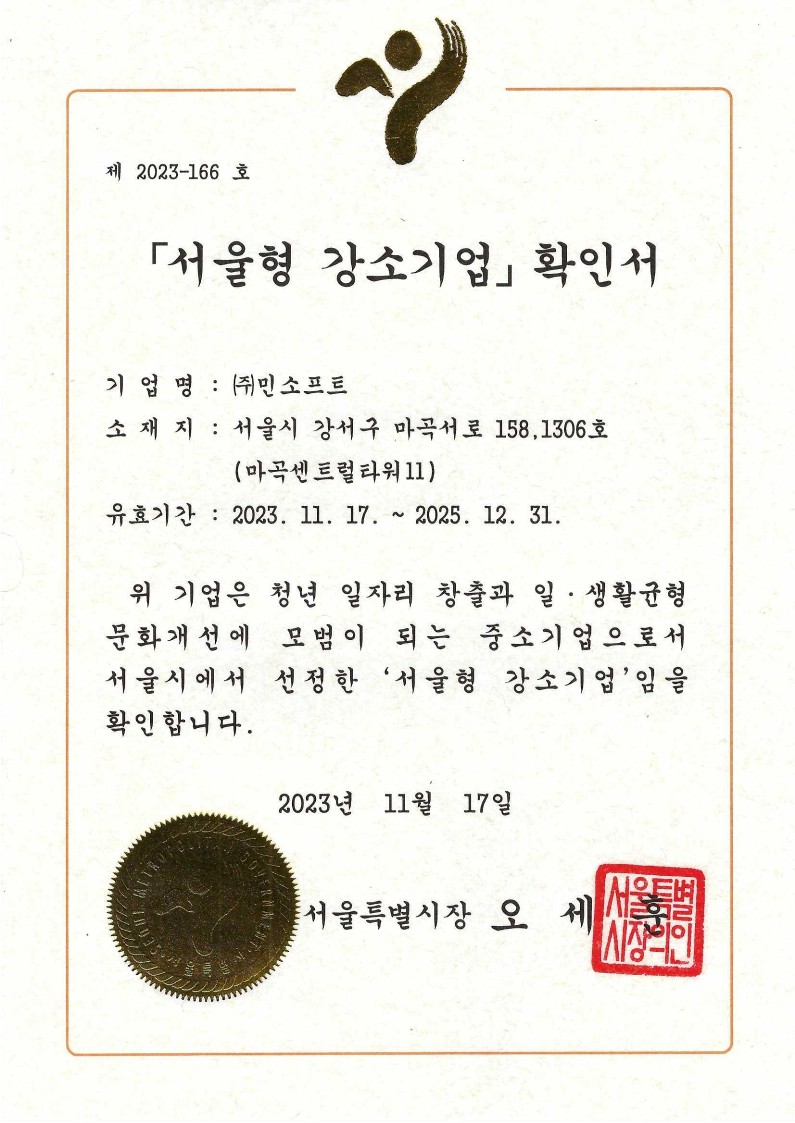 제 2023-166 호
「서울형 강소기업」 확인서
기 업 명 : ㈜민소프트
소 재 지 : 서울시 강서구 마곡서로 158,1306호
(마곡센트럴타워11)
유효기간 : 2023. 11. 17. ~ 2025. 12. 31.
위 기업은 청년 일자리 창출과 일·생활균형
문화개선에 모범이 되는 중소기업으로서
서울시에서 선정한 ‘서울형 강소기업’임을
확인합니다.
2023년 11월 17일
SEOUL METROPOLITAN GOVERNMENT
서울특별시장 오 세 훈
서울특별
시장의인